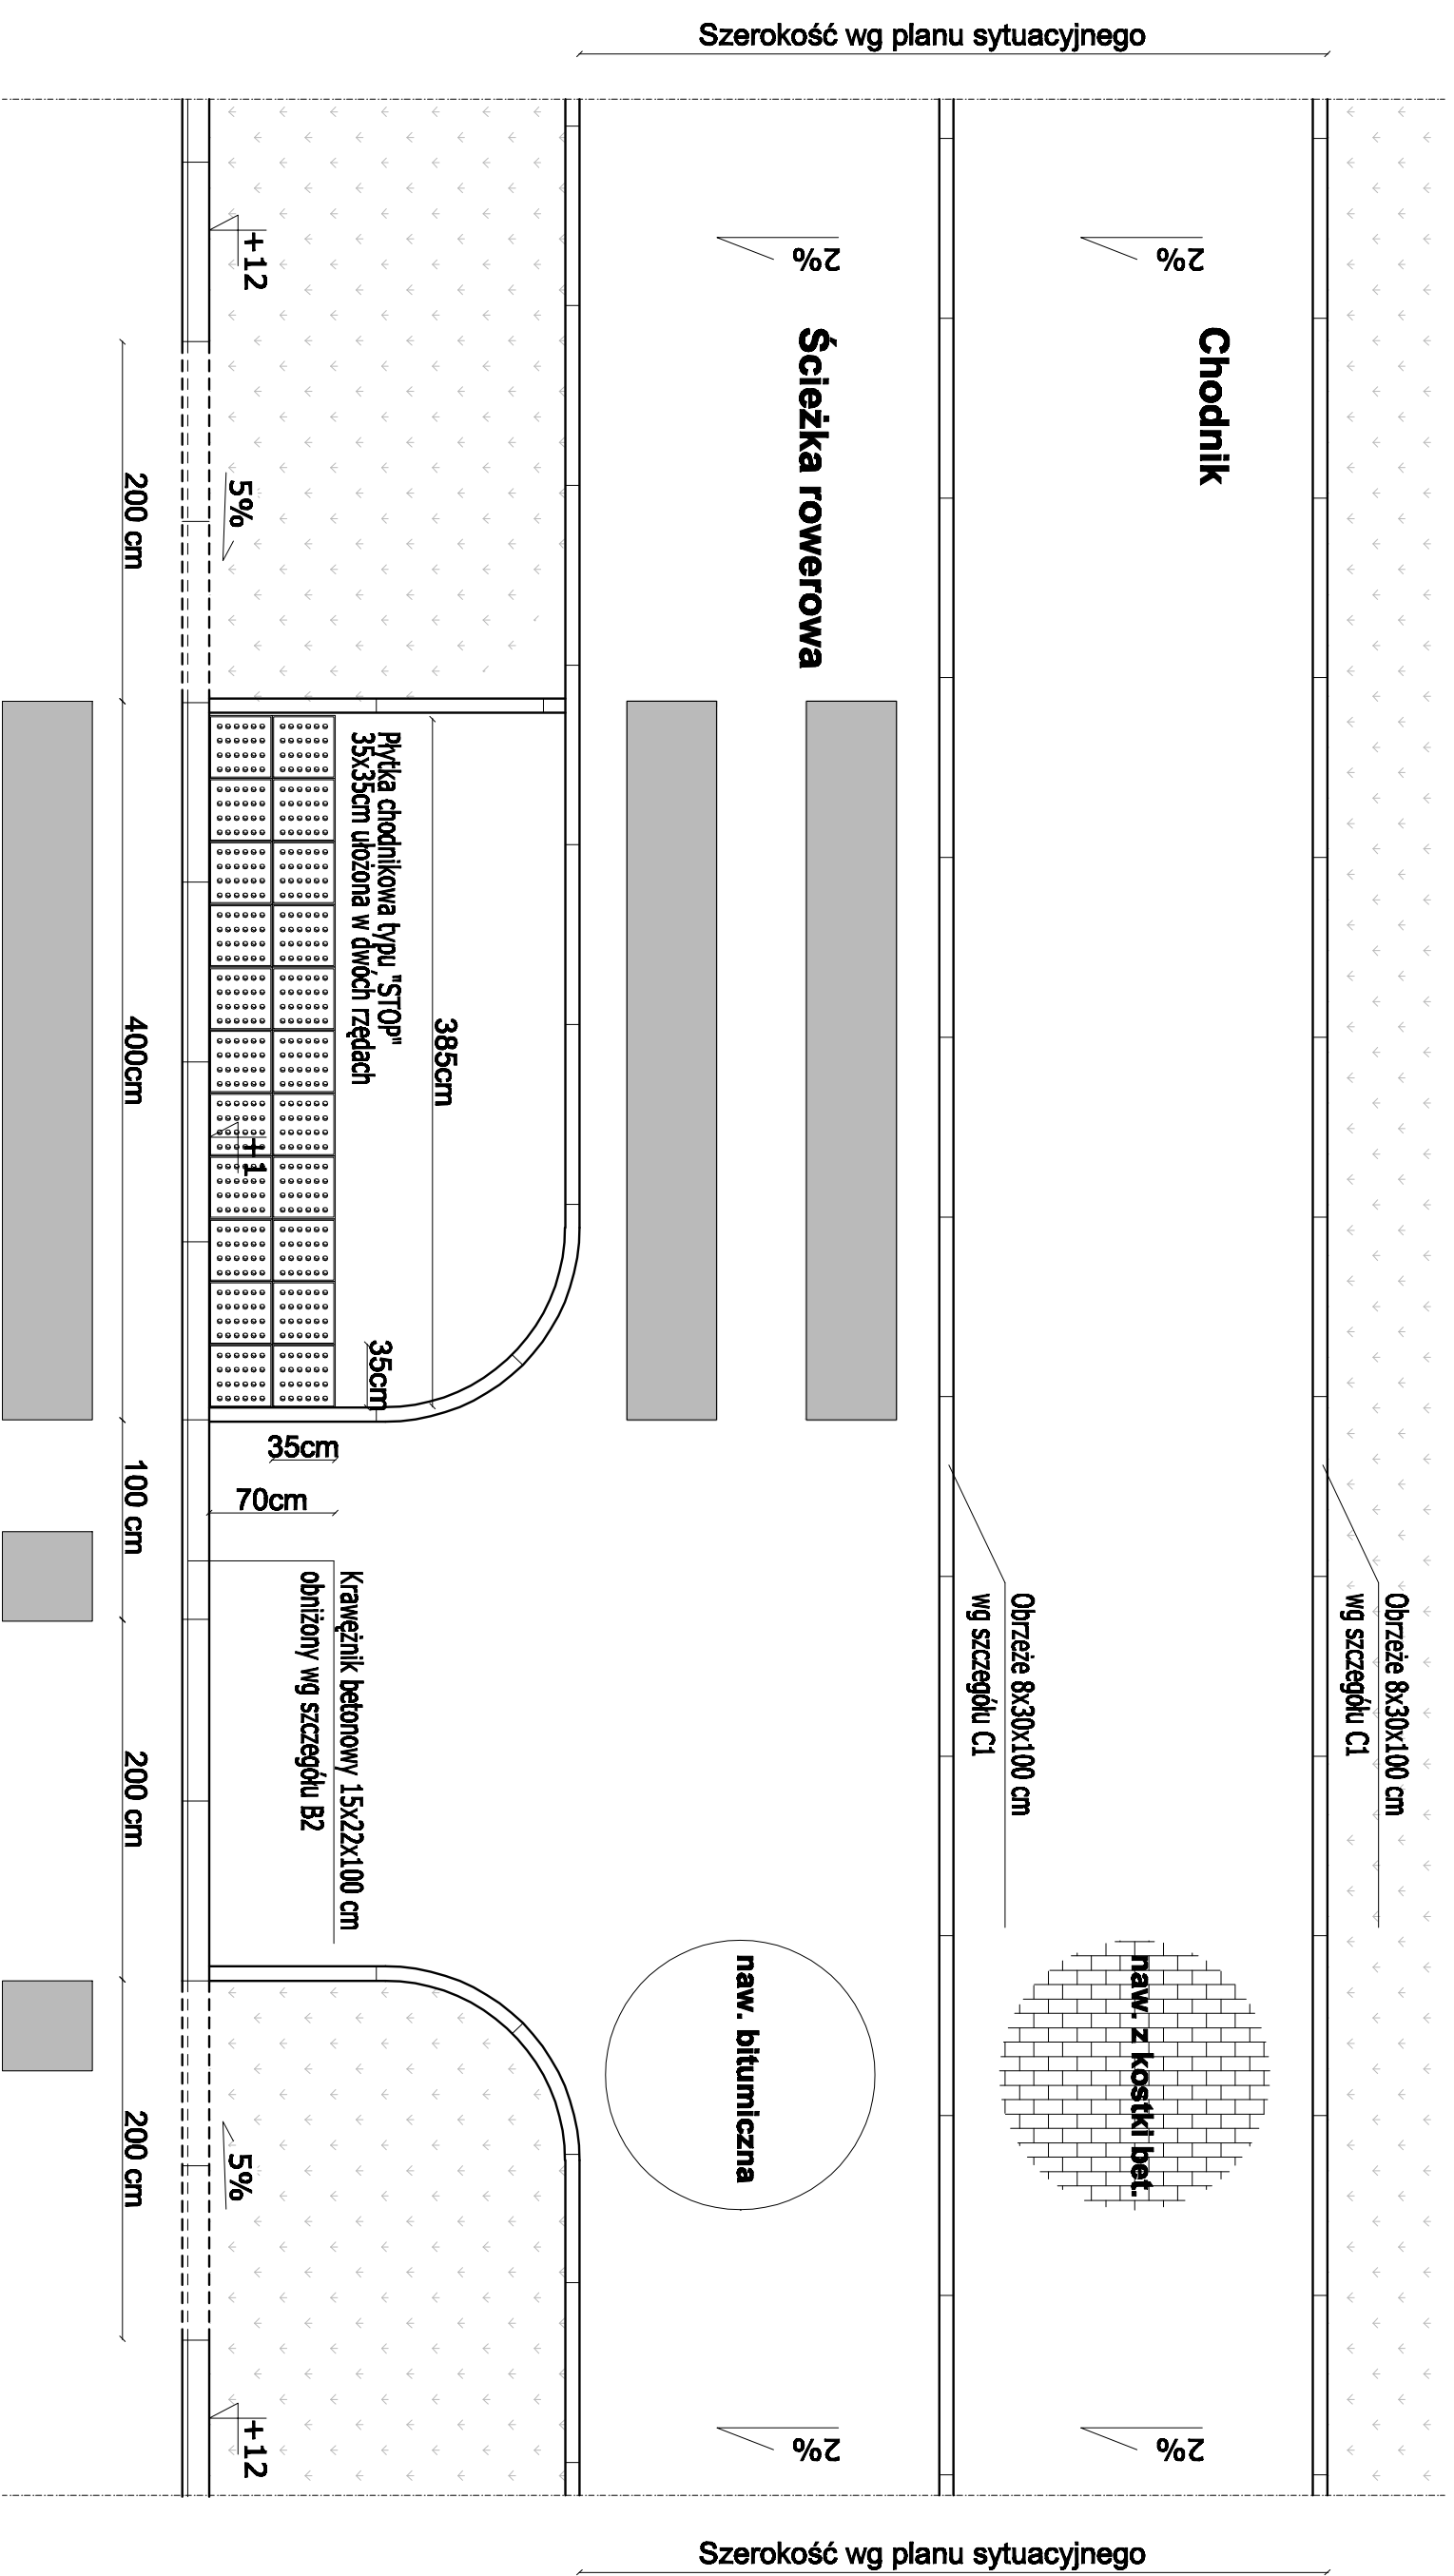 Szerokość wg planu sytuacyjnego
2%
2%
+12
Chodnik
Ścieżka rowerowa
5%
200 cm
Płytka chodnikowa typu "STOP"
35x35cm ułożona w dwóch rzędach
385cm
400cm
+1
35cm
35cm
70cm
100 cm
Obrzeże 8x30x100 cm
wg szczegółu C1
Obrzeże 8x30x100 cm
wg szczegółu C1
Krawężnik betonowy 15x22x100 cm
obniżony wg szczegółu B2
200 cm
naw. z kostki bet.
naw. bitumiczna
5%
200 cm
2%
2%
+12
Szerokość wg planu sytuacyjnego